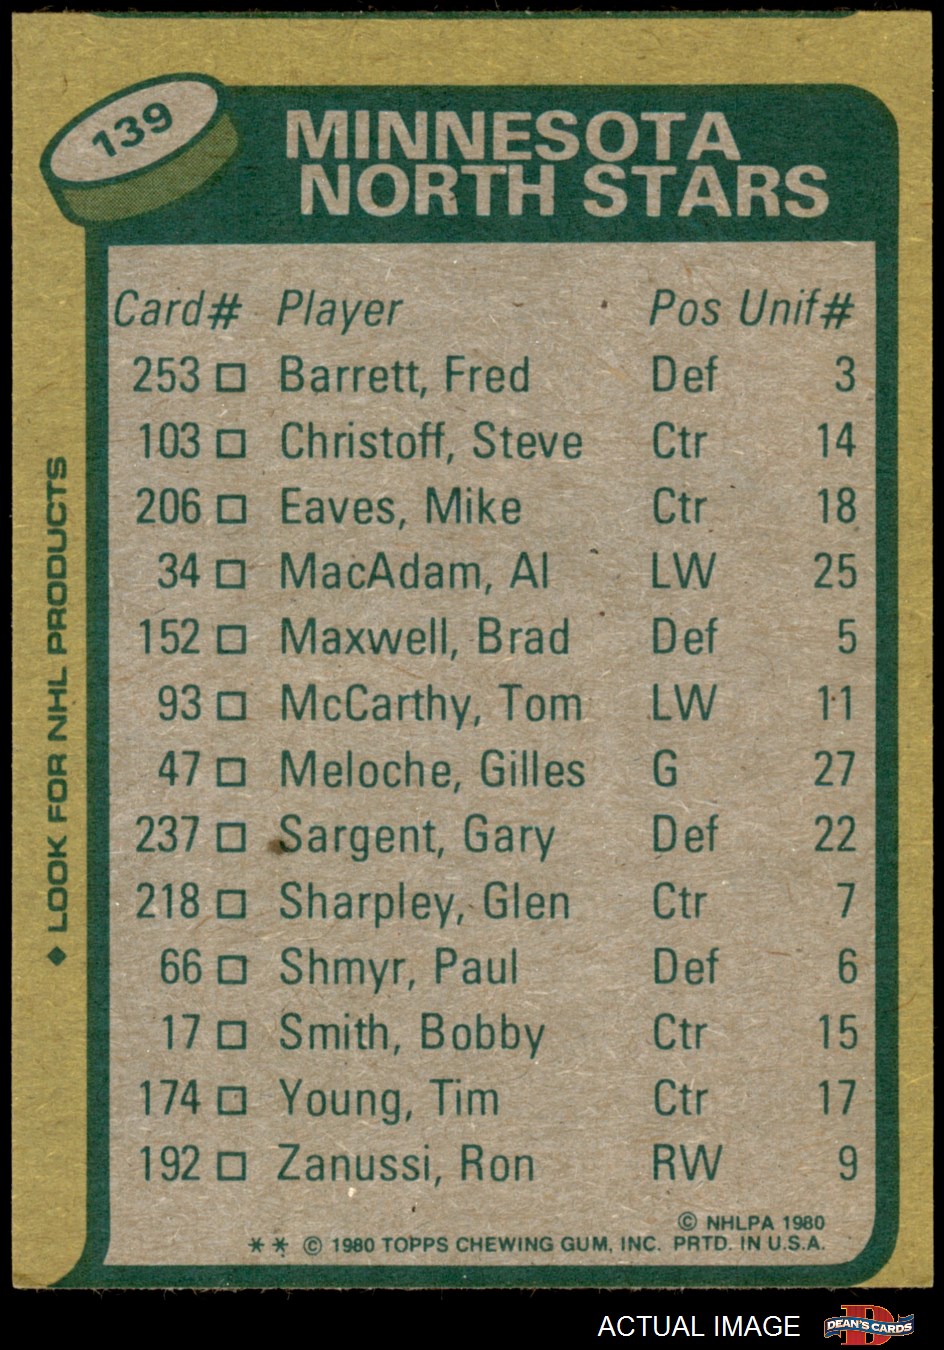 139
MINNESOTA
NORTH STARS
Card# Player Pos Unif#
253 □ Barrett, Fred Def 3
103 □ Christoff, Steve Ctr 14
206 □ Eaves, Mike Ctr 18
34 □ MacAdam, Al LW 25
152 □ Maxwell, Brad Def 5
93 □ McCarthy, Tom LW 11
47 □ Meloche, Gilles G 27
237 □ Sargent, Gary Def 22
218 □ Sharpley, Glen Ctr 7
66 □ Shmyr, Paul Def 6
17 □ Smith, Bobby Ctr 15
174 □ Young, Tim Ctr 17
192 □ Zanussi, Ron RW 9
© NHLPA 1980
** © 1980 TOPPS CHEWING GUM, INC. PRTD. IN U.S.A.
◆ LOOK FOR NHL PRODUCTS
ACTUAL IMAGE
DEAN'S CARDS